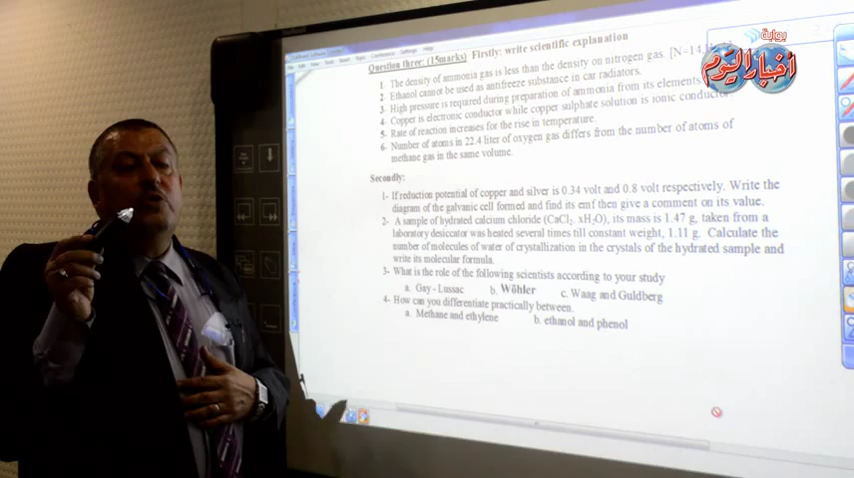 بوابة
أخبار اليوم
Question three: (15marks) Firstly: write scientific explanation
1- The density of ammonia gas is less than the density on nitrogen gas. [N=14,
2- Ethanol cannot be used as antifreeze substance in car radiators.
3- High pressure is required during preparation of ammonia from its elements.
4- Copper is electronic conductor while copper sulphate solution is ionic conductor
5- Rate of reaction increases for the rise in temperature.
6- Number of atoms in 22.4 liter of oxygen gas differs from the number of atoms of
methane gas in the same volume.
Secondly:
1- If reduction potential of copper and silver is 0.34 volt and 0.8 volt respectively. Write the
diagram of the galvanic cell formed and find its emf then give a comment on its value.
2- A sample of hydrated calcium chloride (CaCl₂. xH₂O), its mass is 1.47 g, taken from a
laboratory desiccator was heated several times till constant weight, 1.11 g. Calculate the
number of molecules of water of crystallization in the crystals of the hydrated sample and
write its molecular formula.
3- What is the role of the following scientists according to your study
a. Gay - Lussac b. Wöhler c. Waag and Guldberg
4- How can you differentiate practically between.
a. Methane and ethylene b. ethanol and phenol